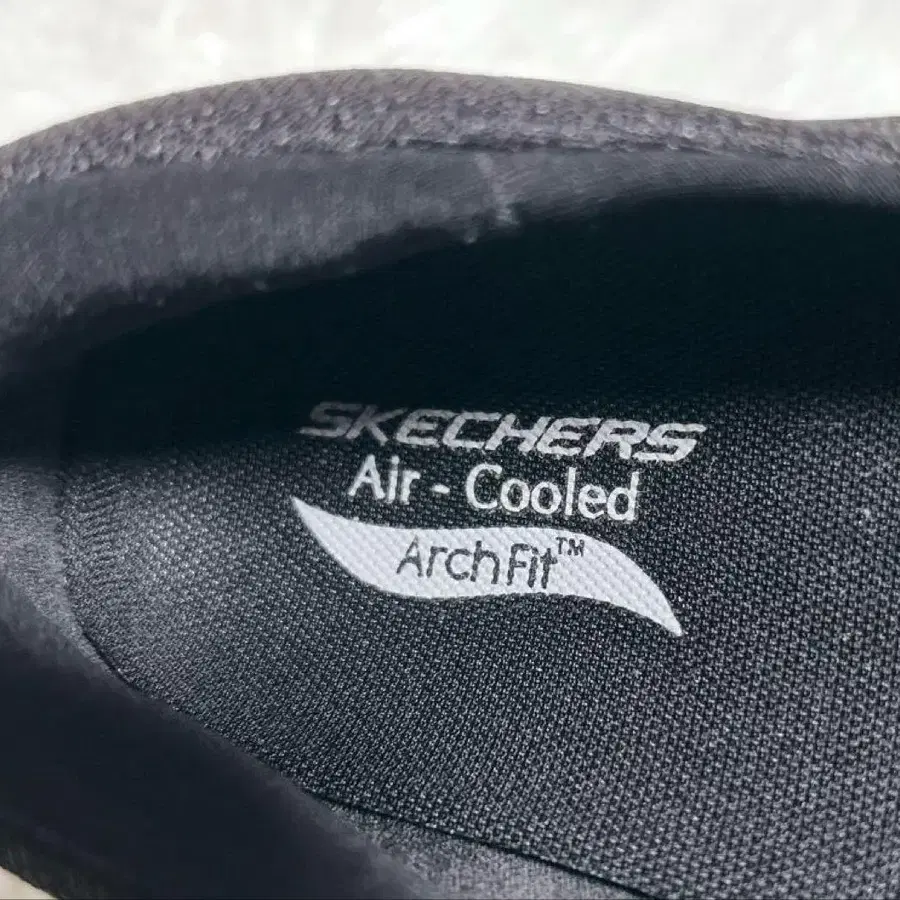 SKECHERS
Air - Cooled
ArchFit™